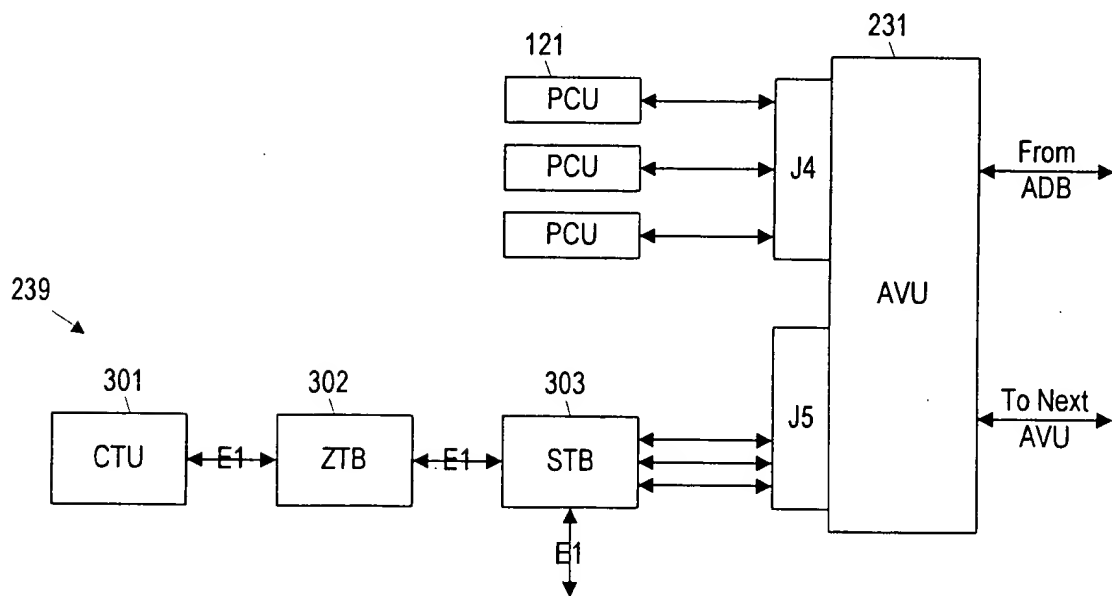 121
231
PCU
PCU
PCU
J4
From
ADB
AVU
239
301
302
303
J5
To Next
AVU
CTU
E1
ZTB
E1
STB
E1